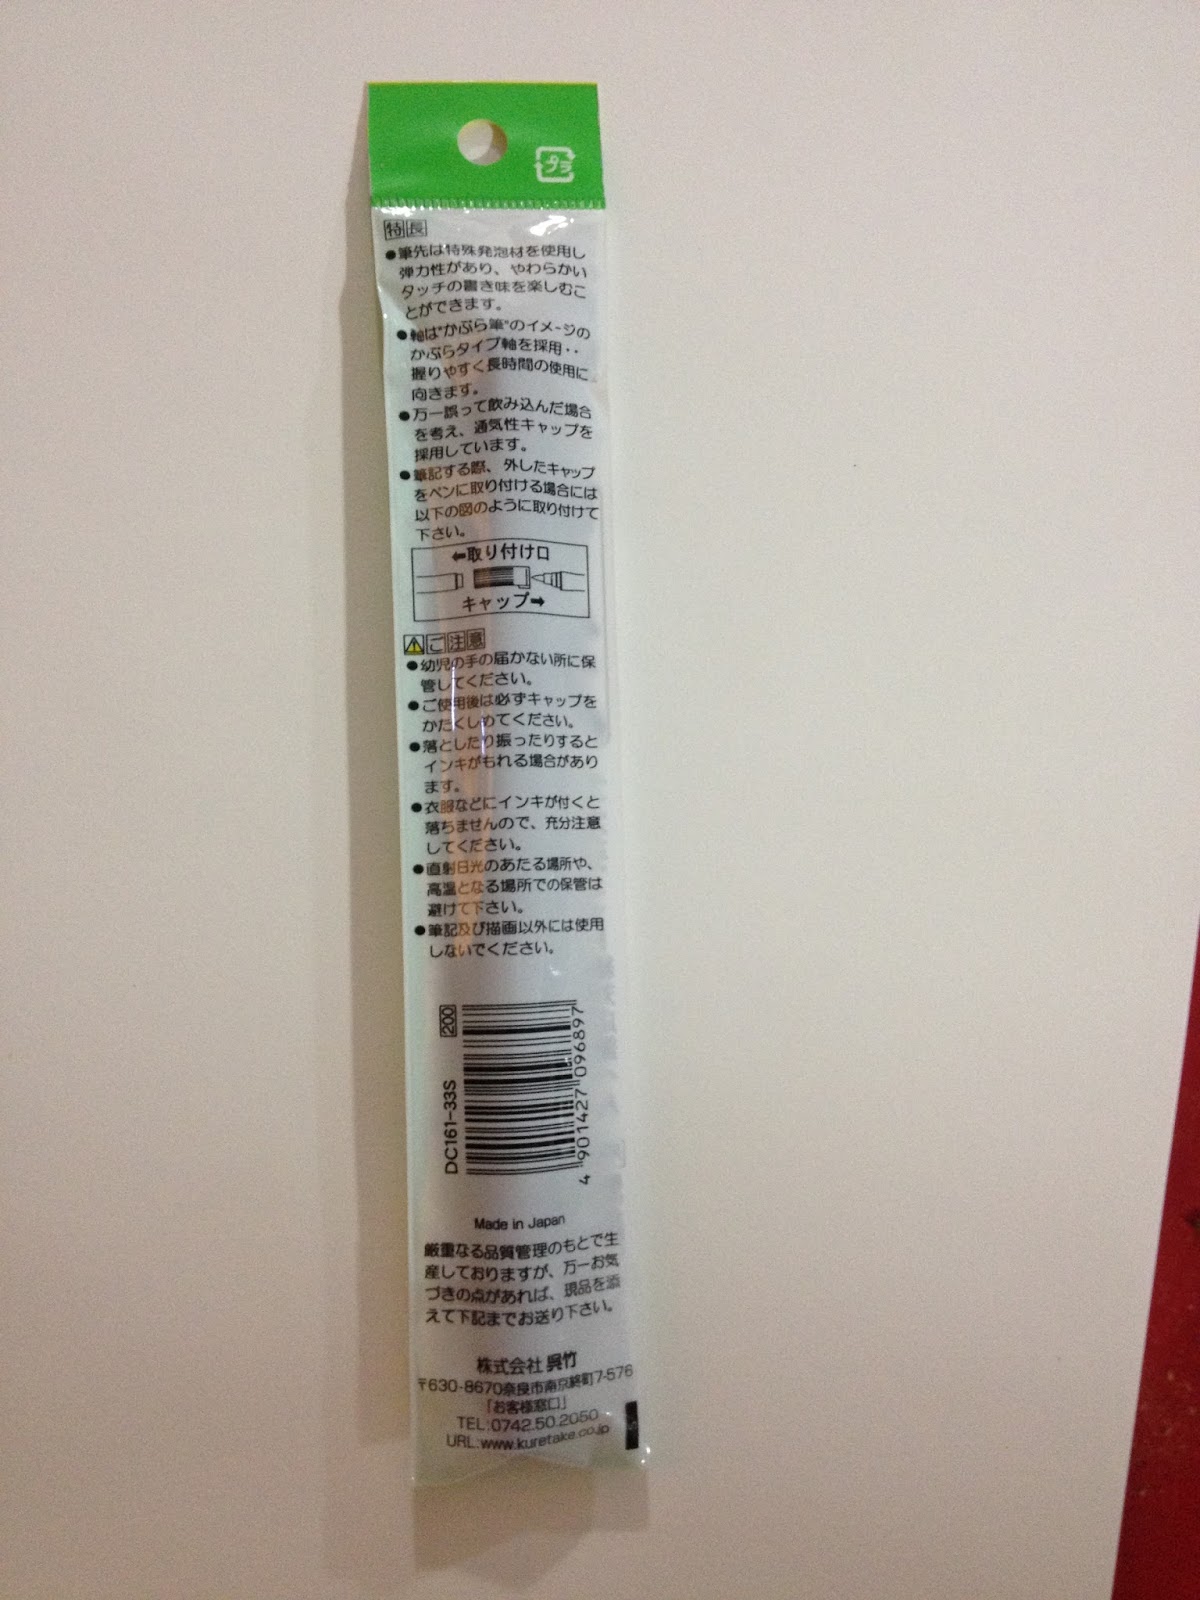 プラ
特長
●筆先は特殊発泡材を使用し
弾力性があり、やわらかい
タッチの書き味を楽しむこ
とができます。
●軸は"かぶら筆"のイメージの
かぶらタイプ軸を採用・・
握りやすく長時間の使用に
向きます。
●万一誤って飲み込んだ場合
を考え、通気性キャップを
採用しています。
●筆記する際、外したキャップ
をペンに取り付ける場合には
以下の図のように取り付けて
下さい。
⬅取り付け口
キャップ➡
⚠ご注意
●幼児の手の届かない所に保
管してください。
●ご使用後は必ずキャップを
かたくしめてください。
●落としたり振ったりすると
インキがもれる場合があり
ます。
●衣服などにインキが付くと
落ちませんので、充分注意
してください。
●直射日光のあたる場所や、
高温となる場所での保管は
避けて下さい。
●筆記及び描画以外には使用
しないでください。
200
DC161-33S
4 901427 096897
Made in Japan
厳重なる品質管理のもとで生
産しておりますが、万一お気
づきの点があれば、現品を添
えて下記までお送り下さい。
株式会社 呉竹
〒630-8670奈良市南京終町7-576
「お客様窓口」
TEL:0742.50.2050
URL:www.kuretake.co.jp